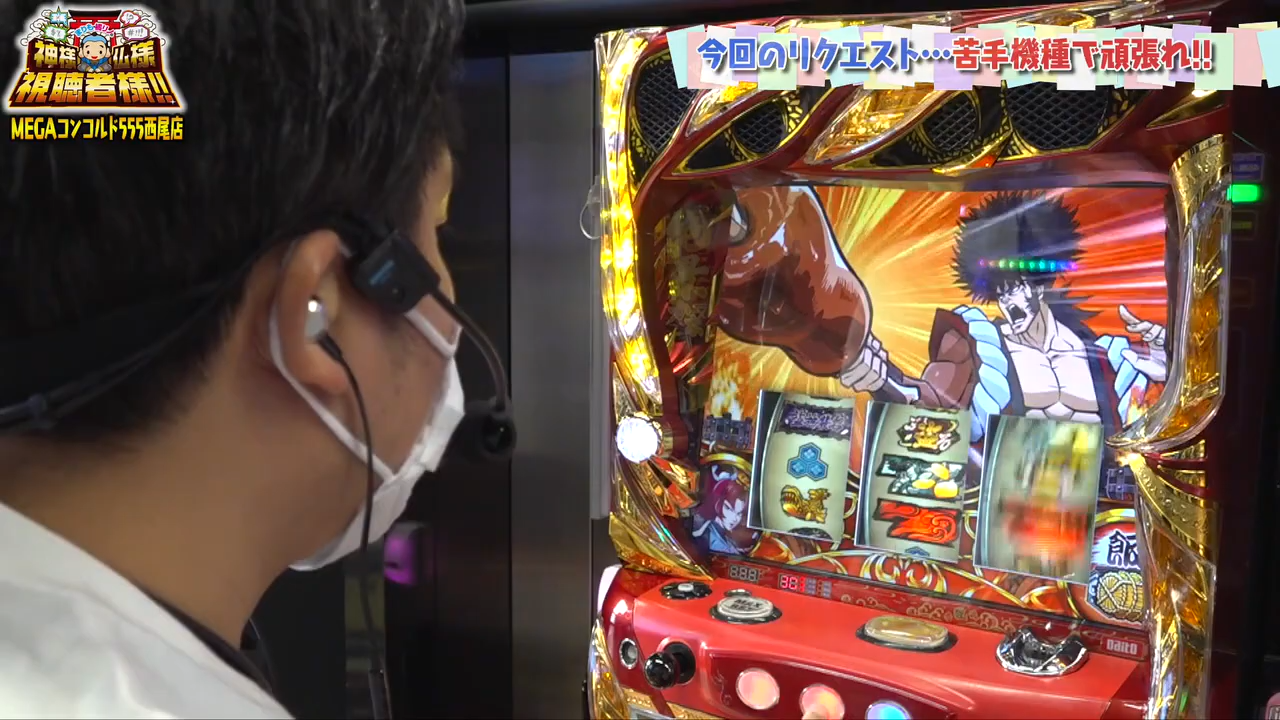 神様 仏様
視聴者様!!
MEGAコンコルド555西尾店
今回のリクエスト…苦手機種で頑張れ!!
飯
Daito